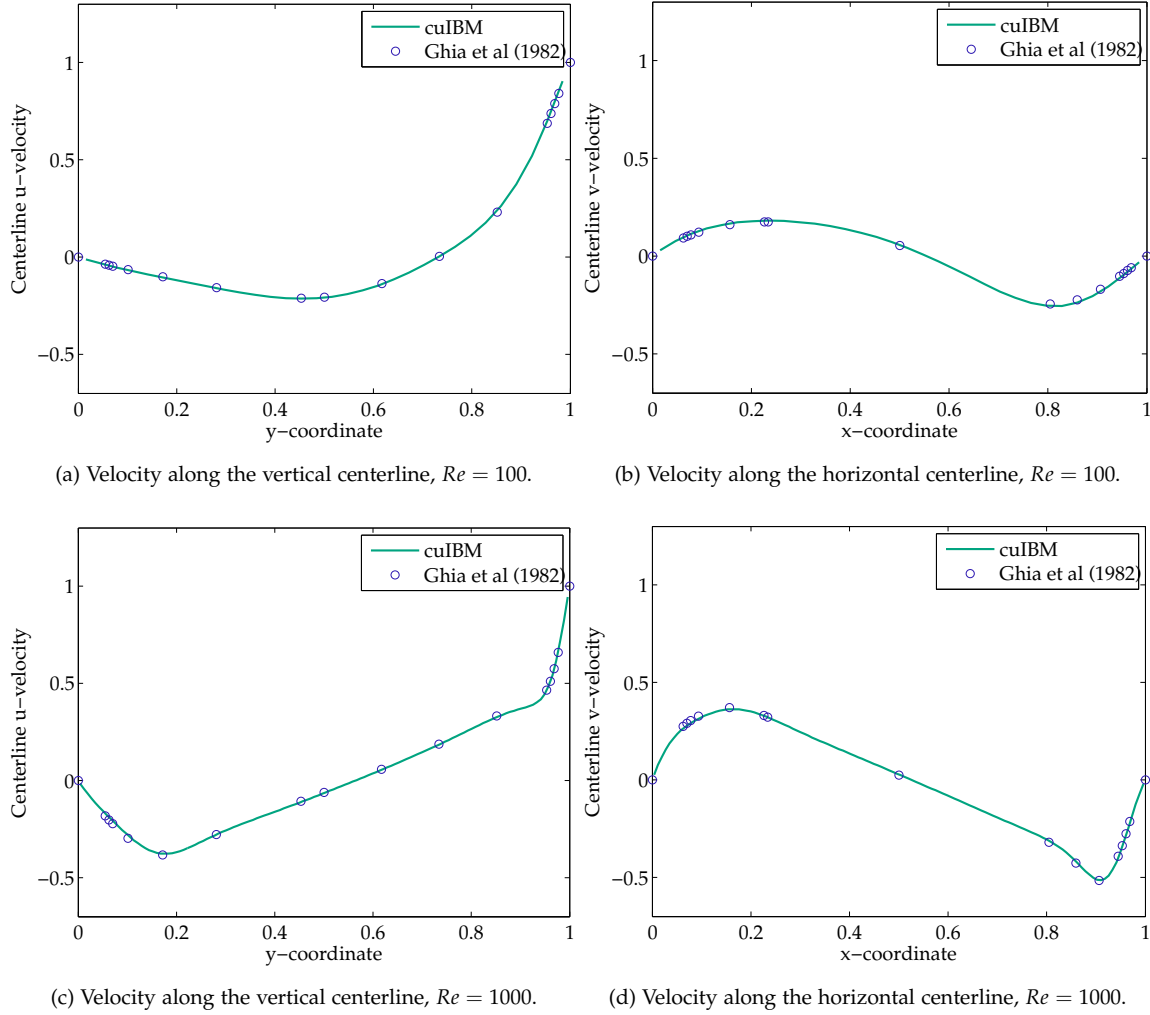 cuIBM
Ghia et al (1982)
1
0.5
0
−0.5
Centerline u−velocity
0 0.2 0.4 0.6 0.8 1
y−coordinate
(a) Velocity along the vertical centerline, Re = 100.
cuIBM
Ghia et al (1982)
1
0.5
0
−0.5
Centerline v−velocity
0 0.2 0.4 0.6 0.8 1
x−coordinate
(b) Velocity along the horizontal centerline, Re = 100.
cuIBM
Ghia et al (1982)
1
0.5
0
−0.5
Centerline u−velocity
0 0.2 0.4 0.6 0.8 1
y−coordinate
(c) Velocity along the vertical centerline, Re = 1000.
cuIBM
Ghia et al (1982)
1
0.5
0
−0.5
Centerline v−velocity
0 0.2 0.4 0.6 0.8 1
x−coordinate
(d) Velocity along the horizontal centerline, Re = 1000.